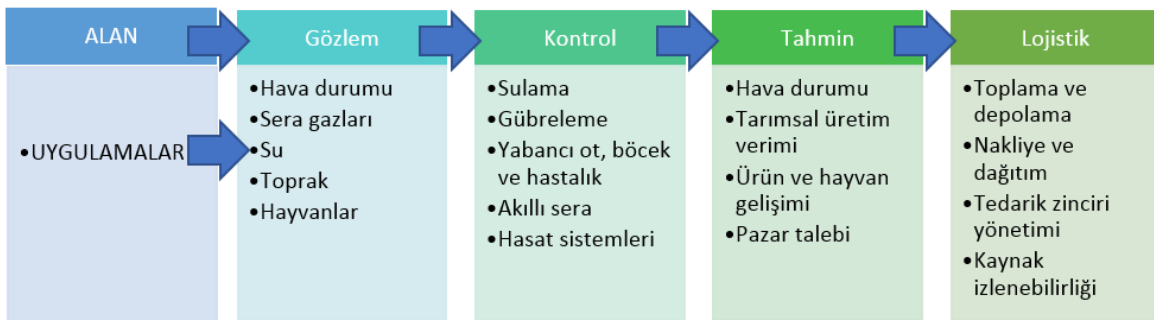 ALAN
•UYGULAMALAR
Gözlem
•Hava durumu
•Sera gazları
•Su
•Toprak
•Hayvanlar
Kontrol
•Sulama
•Gübreleme
•Yabancı ot, böcek
ve hastalık
•Akıllı sera
•Hasat sistemleri
Tahmin
•Hava durumu
•Tarımsal üretim
verimi
•Ürün ve hayvan
gelişimi
•Pazar talebi
Lojistik
•Toplama ve
depolama
•Nakliye ve
dağıtım
•Tedarik zinciri
yönetimi
•Kaynak
izlenebilirliği